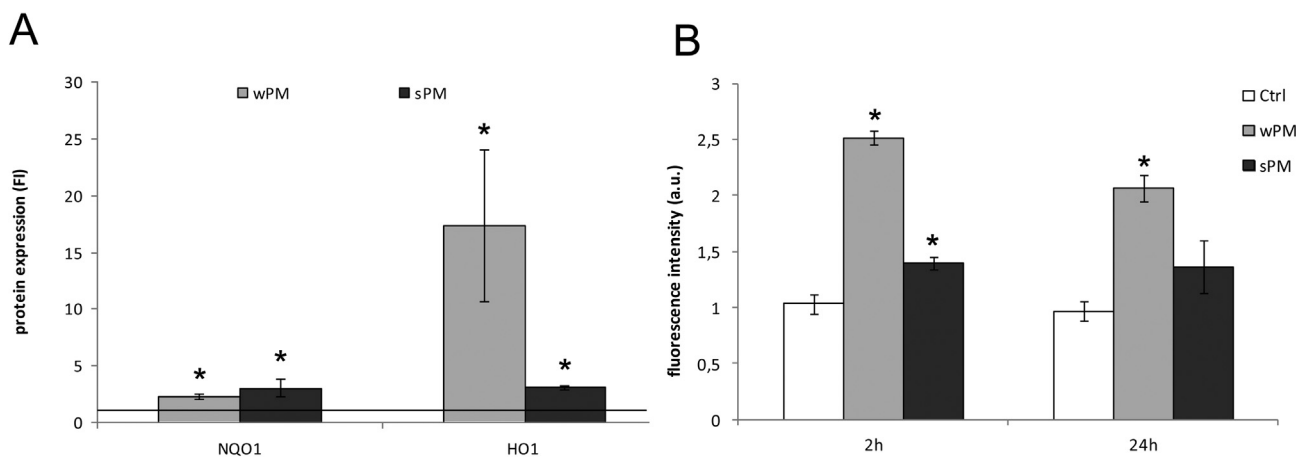 A
protein expression (FI)
30
25
20
15
10
5
0
wPM
sPM
*
*
*
*
NQO1
HO1
B
fluorescence intensity (a.u.)
3
2,5
2
1,5
1
0,5
0
*
*
*
2h
24h
Ctrl
wPM
sPM